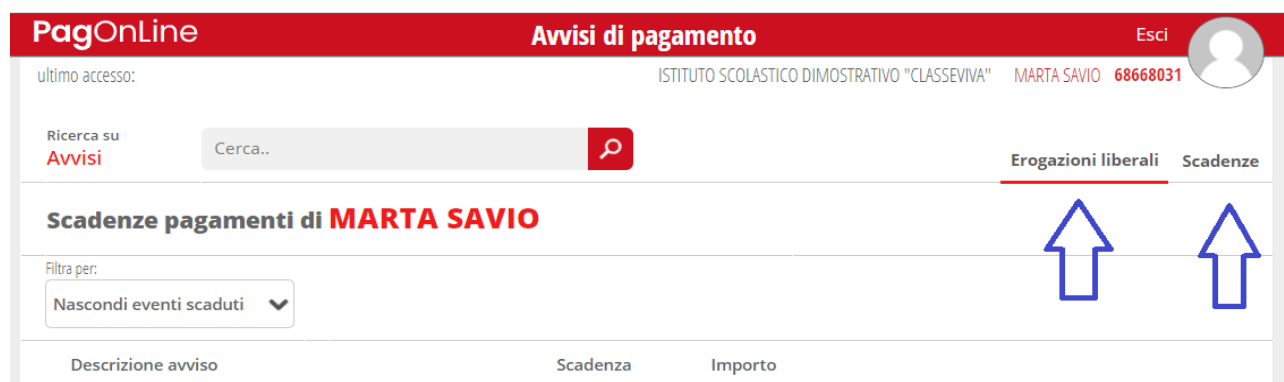 PagOnLine Avvisi di pagamento Esci
ultimo accesso: ISTITUTO SCOLASTICO DIMOSTRATIVO "CLASSEVIVA" MARTA SAVIO 68668031
Ricerca su
Avvisi
Cerca..
Erogazioni liberali Scadenze
Scadenze pagamenti di MARTA SAVIO
Filtra per:
Nascondi eventi scaduti
Descrizione avviso Scadenza Importo